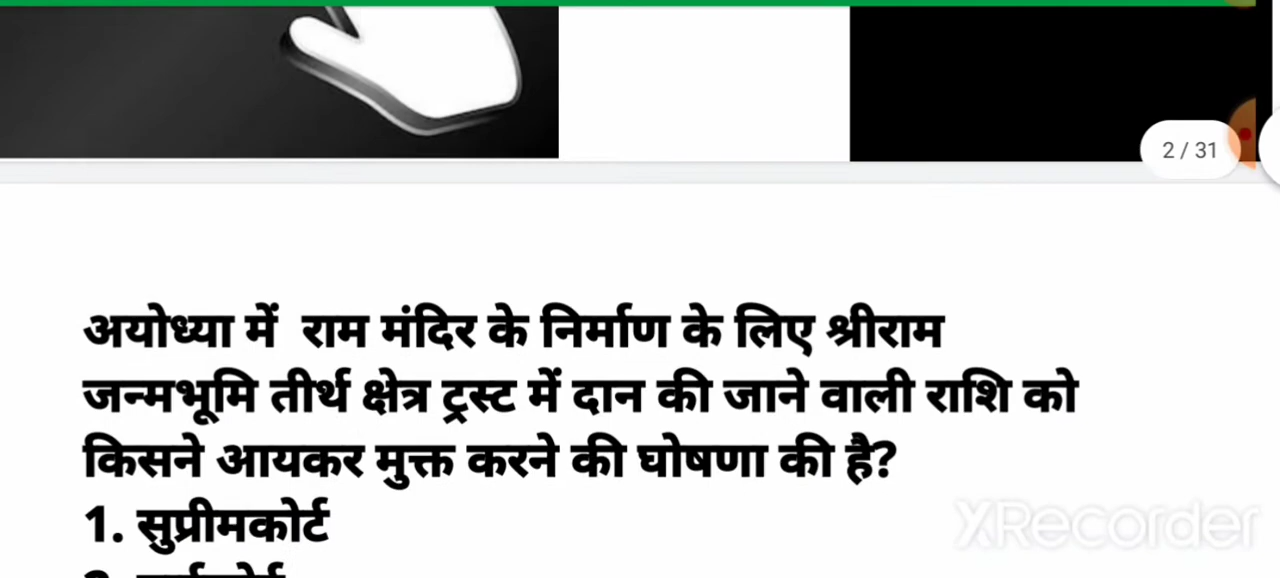 2 / 31
अयोध्या में राम मंदिर के निर्माण के लिए श्रीराम
जन्मभूमि तीर्थ क्षेत्र ट्रस्ट में दान की जाने वाली राशि को
किसने आयकर मुक्त करने की घोषणा की है?
1. सुप्रीमकोर्ट
XRecorder